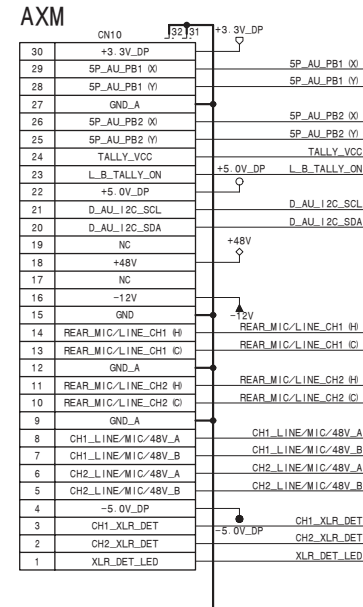 AXM
CN10
32 31
+3.3V_DP
30 +3.3V_DP
29 5P_AU_PB1 (X) 5P_AU_PB1 (X)
28 5P_AU_PB1 (Y) 5P_AU_PB1 (Y)
27 GND_A
26 5P_AU_PB2 (X) 5P_AU_PB2 (X)
25 5P_AU_PB2 (Y) 5P_AU_PB2 (Y)
24 TALLY_VCC TALLY_VCC
23 L_B_TALLY_ON +5.0V_DP L_B_TALLY_ON
22 +5.0V_DP
21 D_AU_I2C_SCL D_AU_I2C_SCL
20 D_AU_I2C_SDA D_AU_I2C_SDA
19 NC +48V
18 +48V
17 NC
16 -12V
15 GND -12V
14 REAR_MIC/LINE_CH1 (H) REAR_MIC/LINE_CH1 (H)
13 REAR_MIC/LINE_CH1 (C) REAR_MIC/LINE_CH1 (C)
12 GND_A
11 REAR_MIC/LINE_CH2 (H) REAR_MIC/LINE_CH2 (H)
10 REAR_MIC/LINE_CH2 (C) REAR_MIC/LINE_CH2 (C)
9 GND_A
8 CH1_LINE/MIC/48V_A CH1_LINE/MIC/48V_A
7 CH1_LINE/MIC/48V_B CH1_LINE/MIC/48V_B
6 CH2_LINE/MIC/48V_A CH2_LINE/MIC/48V_A
5 CH2_LINE/MIC/48V_B CH2_LINE/MIC/48V_B
4 -5.0V_DP
3 CH1_XLR_DET CH1_XLR_DET
-5.0V_DP
2 CH2_XLR_DET CH2_XLR_DET
1 XLR_DET_LED XLR_DET_LED